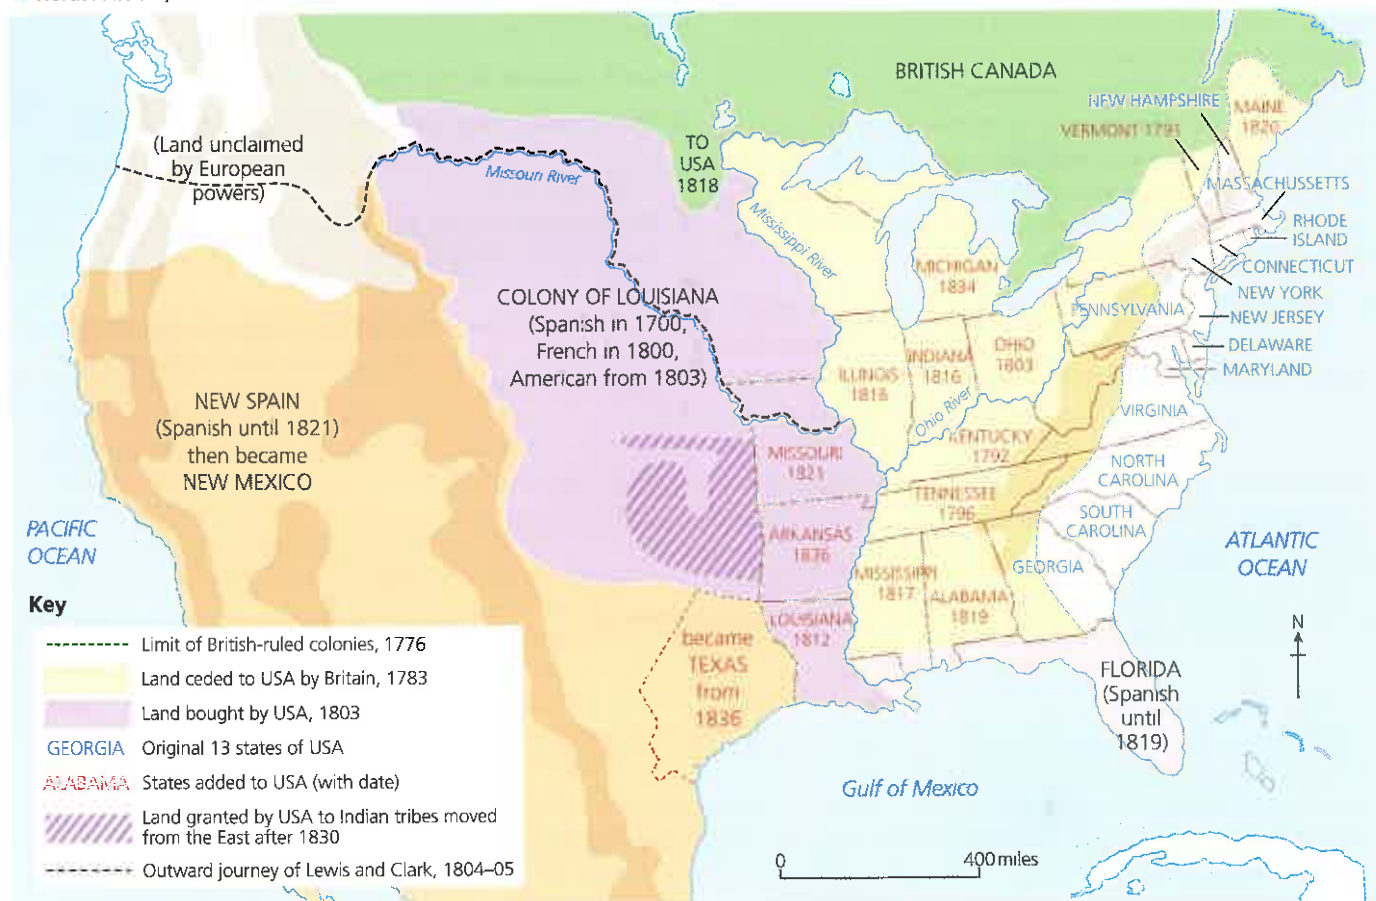 BRITISH CANADA
NEW HAMPSHIRE
MAINE
1820
VERMONT 1791
(Land unclaimed
by European
powers)
TO
USA
1818
Missouri River
MASSACHUSSETTS
Mississippi River
RHODE
ISLAND
CONNECTICUT
MICHIGAN
1834
NEW YORK
COLONY OF LOUISIANA
(Spanish in 1700,
French in 1800,
American from 1803)
PENNSYLVANIA
NEW JERSEY
DELAWARE
MARYLAND
INDIANA
1816
OHIO
1803
ILLINOIS
1816
Ohio River
NEW SPAIN
(Spanish until 1821)
then became
NEW MEXICO
VIRGINIA
KENTUCKY
1792
MISSOURI
1821
NORTH
CAROLINA
TENNESSEE
1796
SOUTH
CAROLINA
PACIFIC
OCEAN
ARKANSAS
1836
ATLANTIC
OCEAN
GEORGIA
MISSISSIPPI
1817
ALABAMA
1819
LOUISIANA
1812
became
TEXAS
from
1836
FLORIDA
(Spanish
until
1819)
N
Gulf of Mexico
0 400 miles
Key
Limit of British-ruled colonies, 1776
Land ceded to USA by Britain, 1783
Land bought by USA, 1803
GEORGIA Original 13 states of USA
ALABAMA States added to USA (with date)
Land granted by USA to Indian tribes moved
from the East after 1830
Outward journey of Lewis and Clark, 1804–05